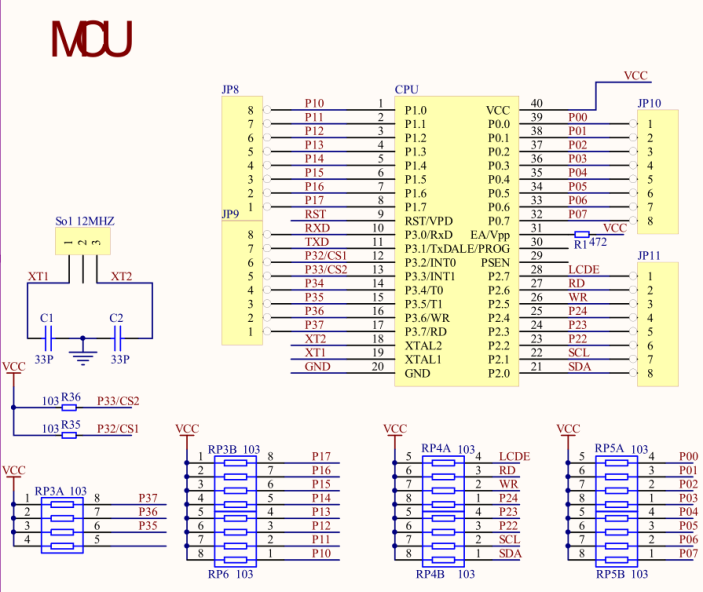 MCU
VCC
JP8 CPU JP10
8 P10 1 P1.0 VCC 40
7 P11 2 P1.1 P0.0 39 P00 1
6 P12 3 P1.2 P0.1 38 P01 2
5 P13 4 P1.3 P0.2 37 P02 3
4 P14 5 P1.4 P0.3 36 P03 4
3 P15 6 P1.5 P0.4 35 P04 5
2 P16 7 P1.6 P0.5 34 P05 6
1 P17 8 P1.7 P0.6 33 P06 7
JP9 RST 9 RST/VPD P0.7 32 P07 8
8 RXD 10 P3.0/RxD EA/Vpp 31 R1 472 VCC
7 TXD 11 P3.1/TxD ALE/PROG 30
6 P32/CS1 12 P3.2/INT0 PSEN 29 JP11
5 P33/CS2 13 P3.3/INT1 P2.7 28 LCDE 1
4 P34 14 P3.4/T0 P2.6 27 RD 2
3 P35 15 P3.5/T1 P2.5 26 WR 3
2 P36 16 P3.6/WR P2.4 25 P24 4
1 P37 17 P3.7/RD P2.3 24 P23 5
XT2 18 XTAL2 P2.2 23 P22 6
XT1 19 XTAL1 P2.1 22 SCL 7
GND 20 GND P2.0 21 SDA 8
So1 12MHZ
1 2 3
XT1 XT2
C1 C2
33P 33P
VCC
103 R36 P33/CS2
103 R35 P32/CS1
VCC
RP3A 103
1 8 P37
2 7 P36
3 6 P35
4 5
VCC
RP3B 103
1 8 P17
2 7 P16
3 6 P15
4 5 P14
5 4 P13
6 3 P12
7 2 P11
8 1 P10
RP6 103
VCC
RP4A 103
5 4 LCDE
6 3 RD
7 2 WR
8 1 P24
5 4 P23
6 3 P22
7 2 SCL
8 1 SDA
RP4B 103
VCC
RP5A 103
5 4 P00
6 3 P01
7 2 P02
8 1 P03
5 4 P04
6 3 P05
7 2 P06
8 1 P07
RP5B 103